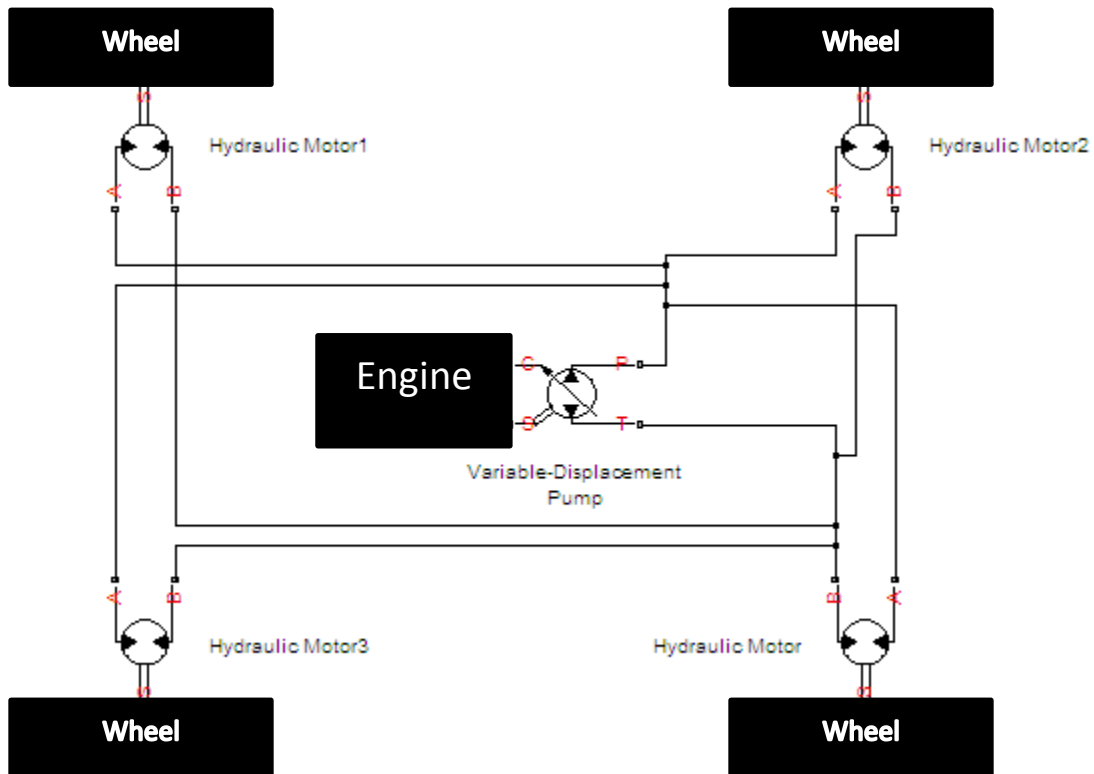 Wheel
Wheel
S
S
Hydraulic Motor1
Hydraulic Motor2
A
B
A
B
Engine
C
P
S
T
Variable-Displacement
Pump
A
B
B
A
Hydraulic Motor3
Hydraulic Motor
S
S
Wheel
Wheel